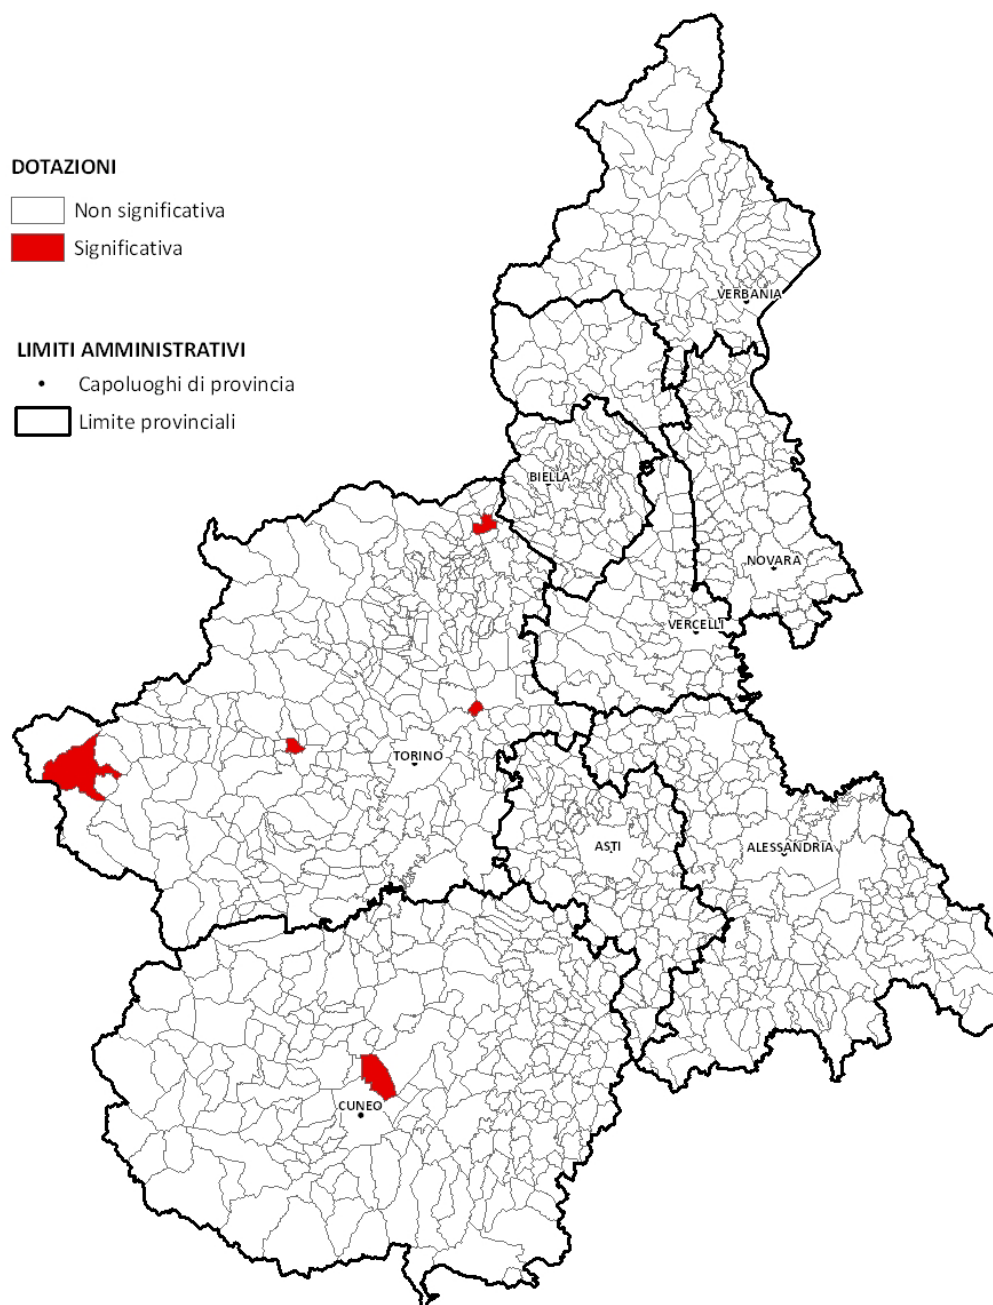 DOTAZIONI
Non significativa
Significativa
LIMITI AMMINISTRATIVI
Capoluoghi di provincia
Limite provinciali
VERBANIA
BIELLA
NOVARA
VERCELLI
TORINO
ASTI
ALESSANDRIA
CUNEO